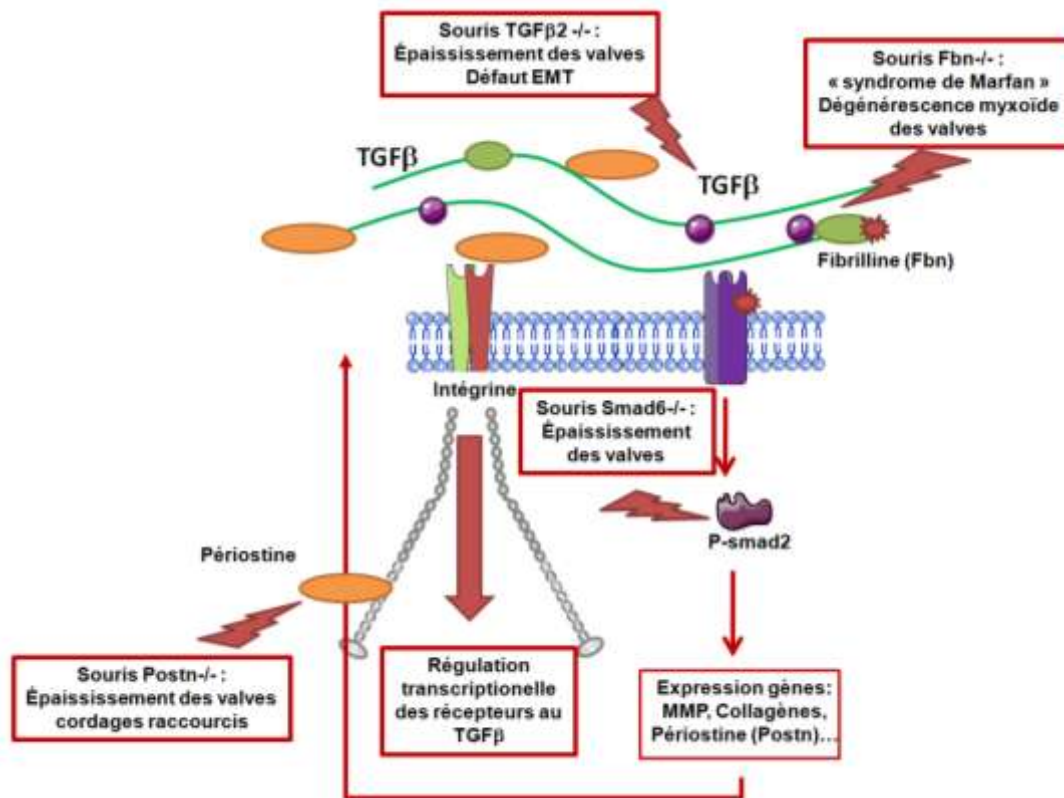 Souris TGFβ2 -/- :
Épaississement des valves
Défaut EMT
Souris Fbn-/- :
« syndrome de Marfan »
Dégénérescence myxoïde
des valves
TGFβ
TGFβ
Fibrilline (Fbn)
Intégrine
Souris Smad6-/- :
Épaississement
des valves
P-smad2
Périostine
Souris Postn-/- :
Épaississement des valves
cordages raccourcis
Régulation
transcriptionelle
des récepteurs au
TGFβ
Expression gènes:
MMP, Collagènes,
Périostine (Postn)…